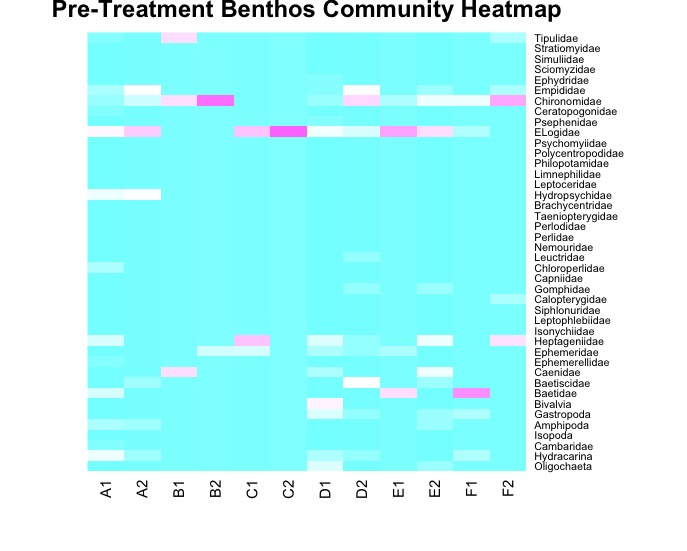 Pre-Treatment Benthos Community Heatmap
Tipulidae
Stratiomyidae
Simuliidae
Sciomyzidae
Ephydridae
Empididae
Chironomidae
Ceratopogonidae
Psephenidae
ELogidae
Psychomyiidae
Polycentropodidae
Philopotamidae
Limnephilidae
Leptoceridae
Hydropsychidae
Brachycentridae
Taeniopterygidae
Perlodidae
Perlidae
Nemouridae
Leuctridae
Chloroperlidae
Capniidae
Gomphidae
Calopterygidae
Siphlonuridae
Leptophlebiidae
Isonychiidae
Heptageniidae
Ephemeridae
Ephemerellidae
Caenidae
Baetiscidae
Baetidae
Bivalvia
Gastropoda
Amphipoda
Isopoda
Cambaridae
Hydracarina
Oligochaeta
A1 A2 B1 B2 C1 C2 D1 D2 E1 E2 F1 F2